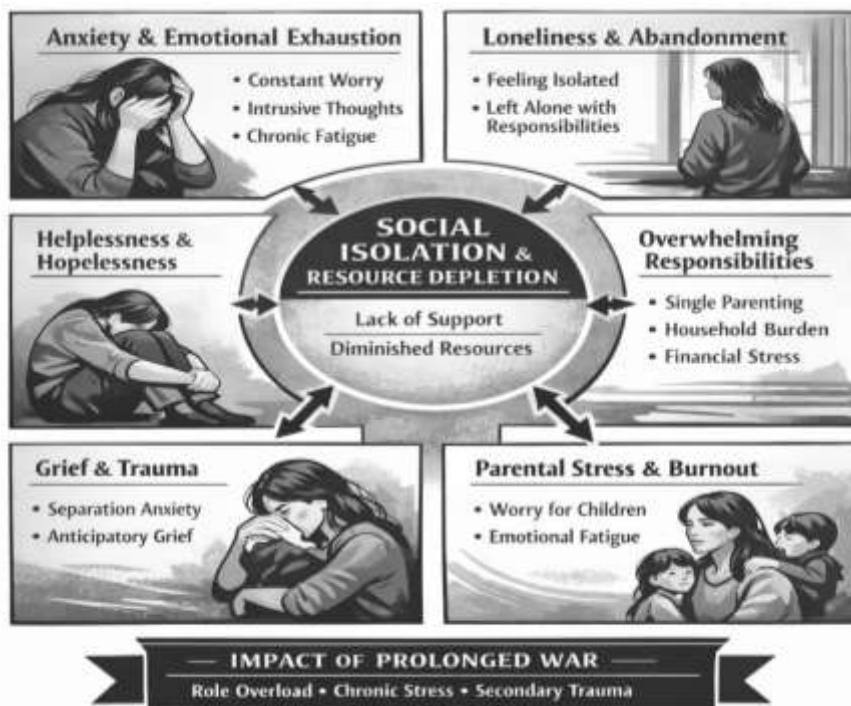 Anxiety & Emotional Exhaustion
• Constant Worry
• Intrusive Thoughts
• Chronic Fatigue
Loneliness & Abandonment
• Feeling Isolated
• Left Alone with
Responsibilities
Helplessness &
Hopelessness
SOCIAL
ISOLATION &
RESOURCE DEPLETION
Lack of Support
Diminished Resources
Overwhelming
Responsibilities
• Single Parenting
• Household Burden
• Financial Stress
Grief & Trauma
• Separation Anxiety
• Anticipatory Grief
Parental Stress & Burnout
• Worry for Children
• Emotional Fatigue
— IMPACT OF PROLONGED WAR —
Role Overload • Chronic Stress • Secondary Trauma